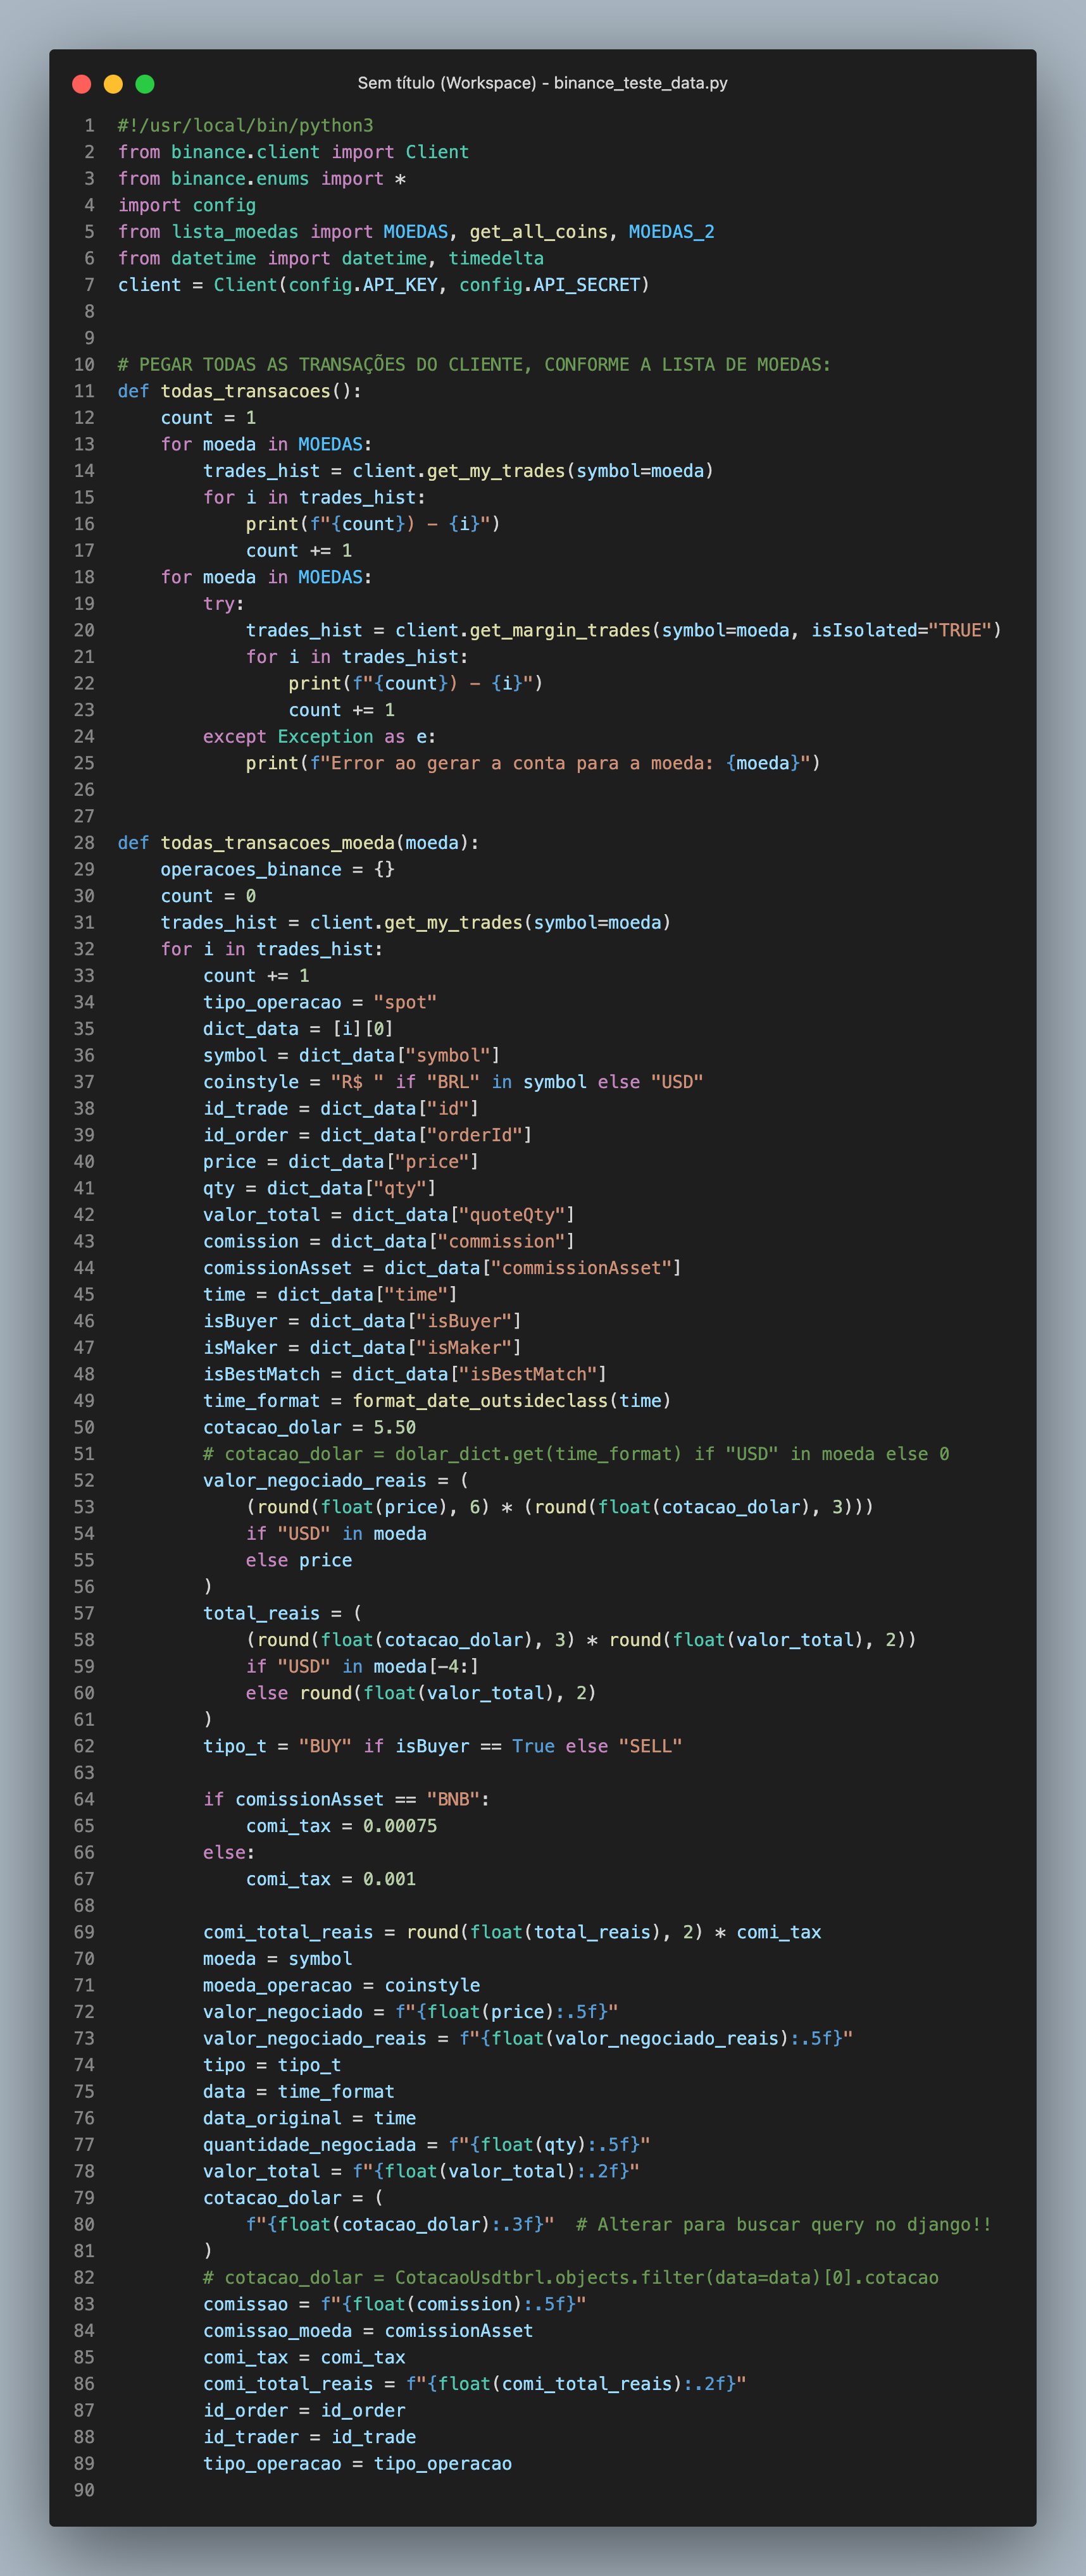 Sem título (Workspace) - binance_teste_data.py
1 #!/usr/local/bin/python3
2 from binance.client import Client
3 from binance.enums import *
4 import config
5 from lista_moedas import MOEDAS, get_all_coins, MOEDAS_2
6 from datetime import datetime, timedelta
7 client = Client(config.API_KEY, config.API_SECRET)
8
9
10 # PEGAR TODAS AS TRANSAÇÕES DO CLIENTE, CONFORME A LISTA DE MOEDAS:
11 def todas_transacoes():
12     count = 1
13     for moeda in MOEDAS:
14         trades_hist = client.get_my_trades(symbol=moeda)
15         for i in trades_hist:
16             print(f"{count}) - {i}")
17             count += 1
18     for moeda in MOEDAS:
19         try:
20             trades_hist = client.get_margin_trades(symbol=moeda, isIsolated="TRUE")
21             for i in trades_hist:
22                 print(f"{count}) - {i}")
23                 count += 1
24         except Exception as e:
25             print(f"Error ao gerar a conta para a moeda: {moeda}")
26
27
28 def todas_transacoes_moeda(moeda):
29     operacoes_binance = {}
30     count = 0
31     trades_hist = client.get_my_trades(symbol=moeda)
32     for i in trades_hist:
33         count += 1
34         tipo_operacao = "spot"
35         dict_data = [i][0]
36         symbol = dict_data["symbol"]
37         coinstyle = "R$ " if "BRL" in symbol else "USD"
38         id_trade = dict_data["id"]
39         id_order = dict_data["orderId"]
40         price = dict_data["price"]
41         qty = dict_data["qty"]
42         valor_total = dict_data["quoteQty"]
43         comission = dict_data["commission"]
44         comissionAsset = dict_data["commissionAsset"]
45         time = dict_data["time"]
46         isBuyer = dict_data["isBuyer"]
47         isMaker = dict_data["isMaker"]
48         isBestMatch = dict_data["isBestMatch"]
49         time_format = format_date_outsideclass(time)
50         cotacao_dolar = 5.50
51         # cotacao_dolar = dolar_dict.get(time_format) if "USD" in moeda else 0
52         valor_negociado_reais = (
53             (round(float(price), 6) * (round(float(cotacao_dolar), 3)))
54             if "USD" in moeda
55             else price
56         )
57         total_reais = (
58             (round(float(cotacao_dolar), 3) * round(float(valor_total), 2))
59             if "USD" in moeda[-4:]
60             else round(float(valor_total), 2)
61         )
62         tipo_t = "BUY" if isBuyer == True else "SELL"
63
64         if comissionAsset == "BNB":
65             comi_tax = 0.00075
66         else:
67             comi_tax = 0.001
68
69         comi_total_reais = round(float(total_reais), 2) * comi_tax
70         moeda = symbol
71         moeda_operacao = coinstyle
72         valor_negociado = f"{float(price):.5f}"
73         valor_negociado_reais = f"{float(valor_negociado_reais):.5f}"
74         tipo = tipo_t
75         data = time_format
76         data_original = time
77         quantidade_negociada = f"{float(qty):.5f}"
78         valor_total = f"{float(valor_total):.2f}"
79         cotacao_dolar = (
80             f"{float(cotacao_dolar):.3f}"  # Alterar para buscar query no django!!
81         )
82         # cotacao_dolar = CotacaoUsdtbrl.objects.filter(data=data)[0].cotacao
83         comissao = f"{float(comission):.5f}"
84         comissao_moeda = comissionAsset
85         comi_tax = comi_tax
86         comi_total_reais = f"{float(comi_total_reais):.2f}"
87         id_order = id_order
88         id_trader = id_trade
89         tipo_operacao = tipo_operacao
90